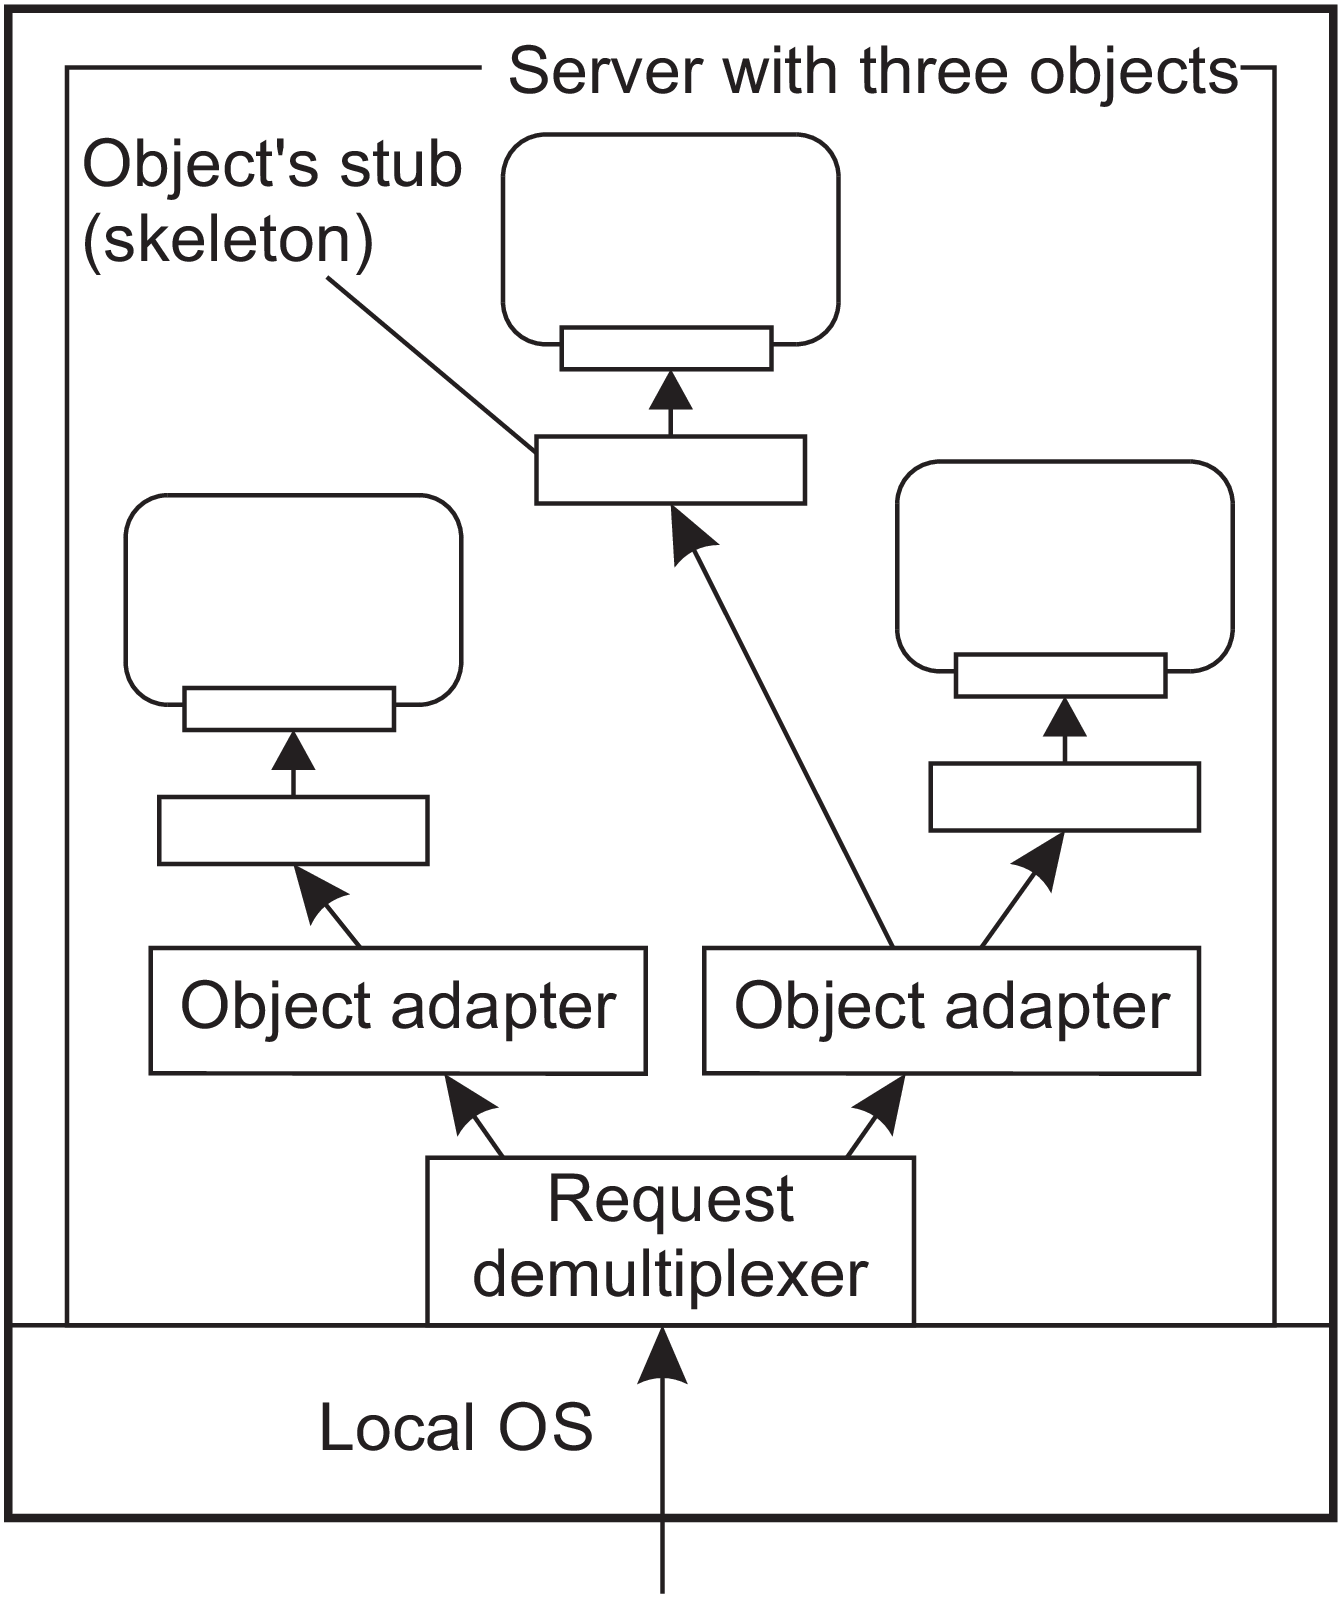 Server with three objects
Object's stub
(skeleton)
Object adapter
Object adapter
Request
demultiplexer
Local OS